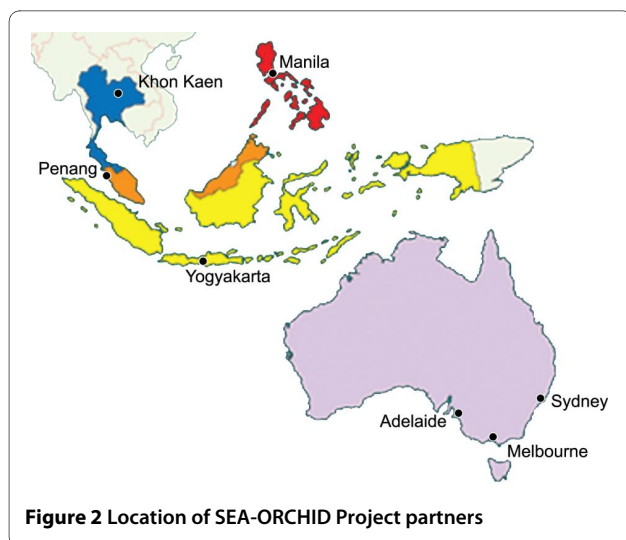 Manila
Khon Kaen
Penang
Yogyakarta
Sydney
Adelaide
Melbourne
Figure 2 Location of SEA-ORCHID Project partners